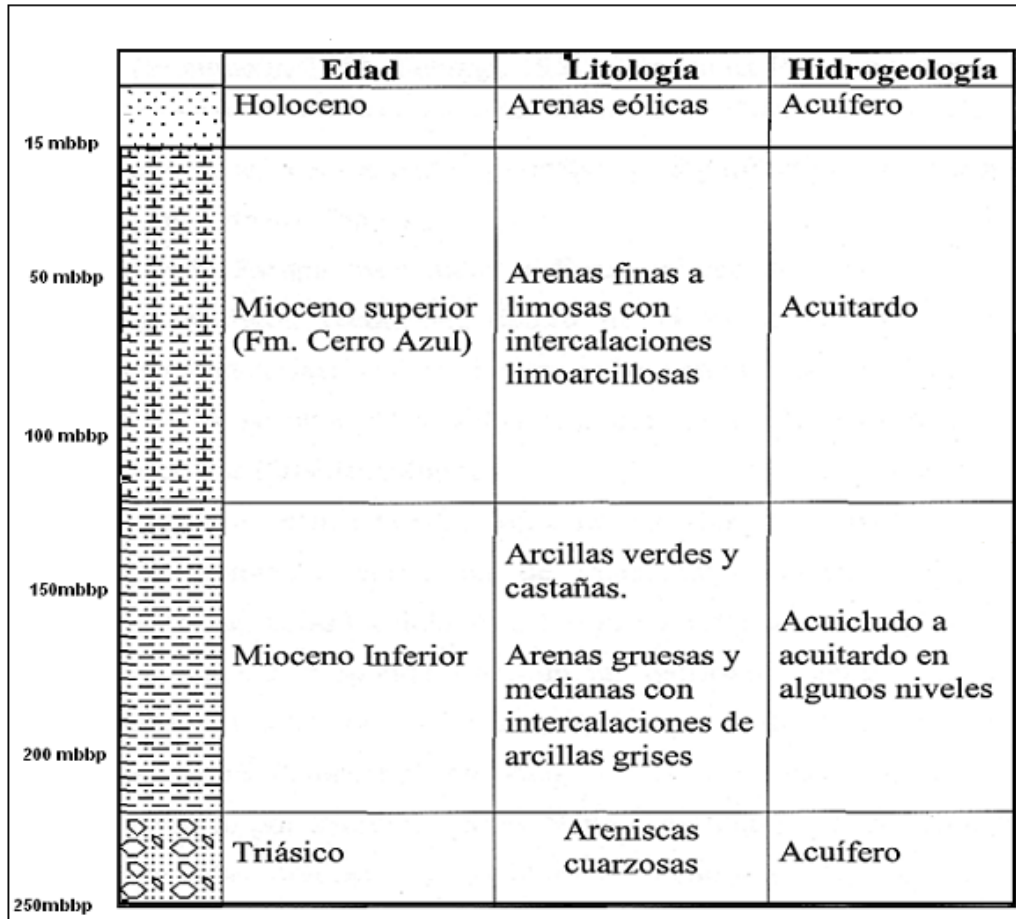 Edad Litología Hidrogeología
Holoceno Arenas eólicas Acuífero
15 mbbp
50 mbbp
Mioceno superior
(Fm. Cerro Azul)
Arenas finas a
limosas con
intercalaciones
limoarcillosas
Acuitardo
100 mbbp
150mbbp
Mioceno Inferior
Arcillas verdes y
castañas.
Arenas gruesas y
medianas con
intercalaciones de
arcillas grises
Acuicludo a
acuitardo en
algunos niveles
200 mbbp
Triásico
Areniscas
cuarzosas
Acuífero
250mbbp